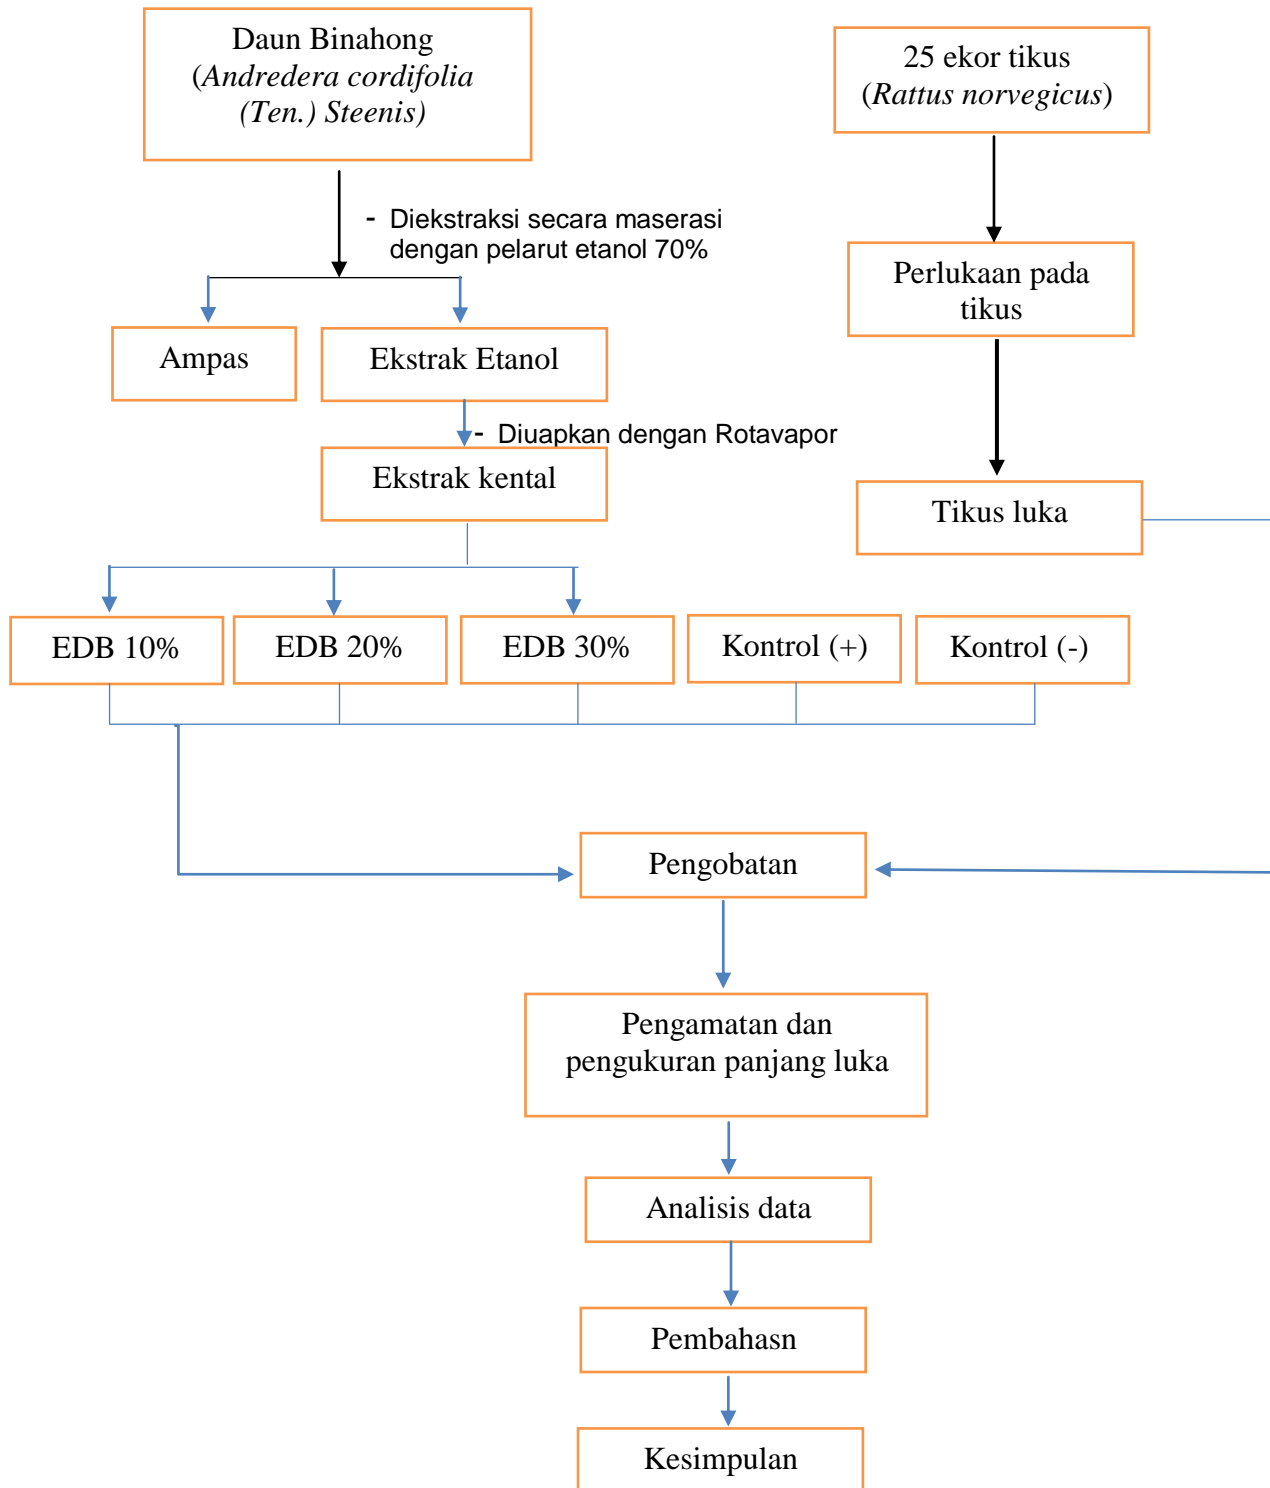 Daun Binahong
(Andredera cordifolia
(Ten.) Steenis)
25 ekor tikus
(Rattus norvegicus)
- Diekstraksi secara maserasi
dengan pelarut etanol 70%
Perlukaan pada
tikus
Ampas
Ekstrak Etanol
- Diuapkan dengan Rotavapor
Ekstrak kental
Tikus luka
EDB 10%
EDB 20%
EDB 30%
Kontrol (+)
Kontrol (-)
Pengobatan
Pengamatan dan
pengukuran panjang luka
Analisis data
Pembahasn
Kesimpulan